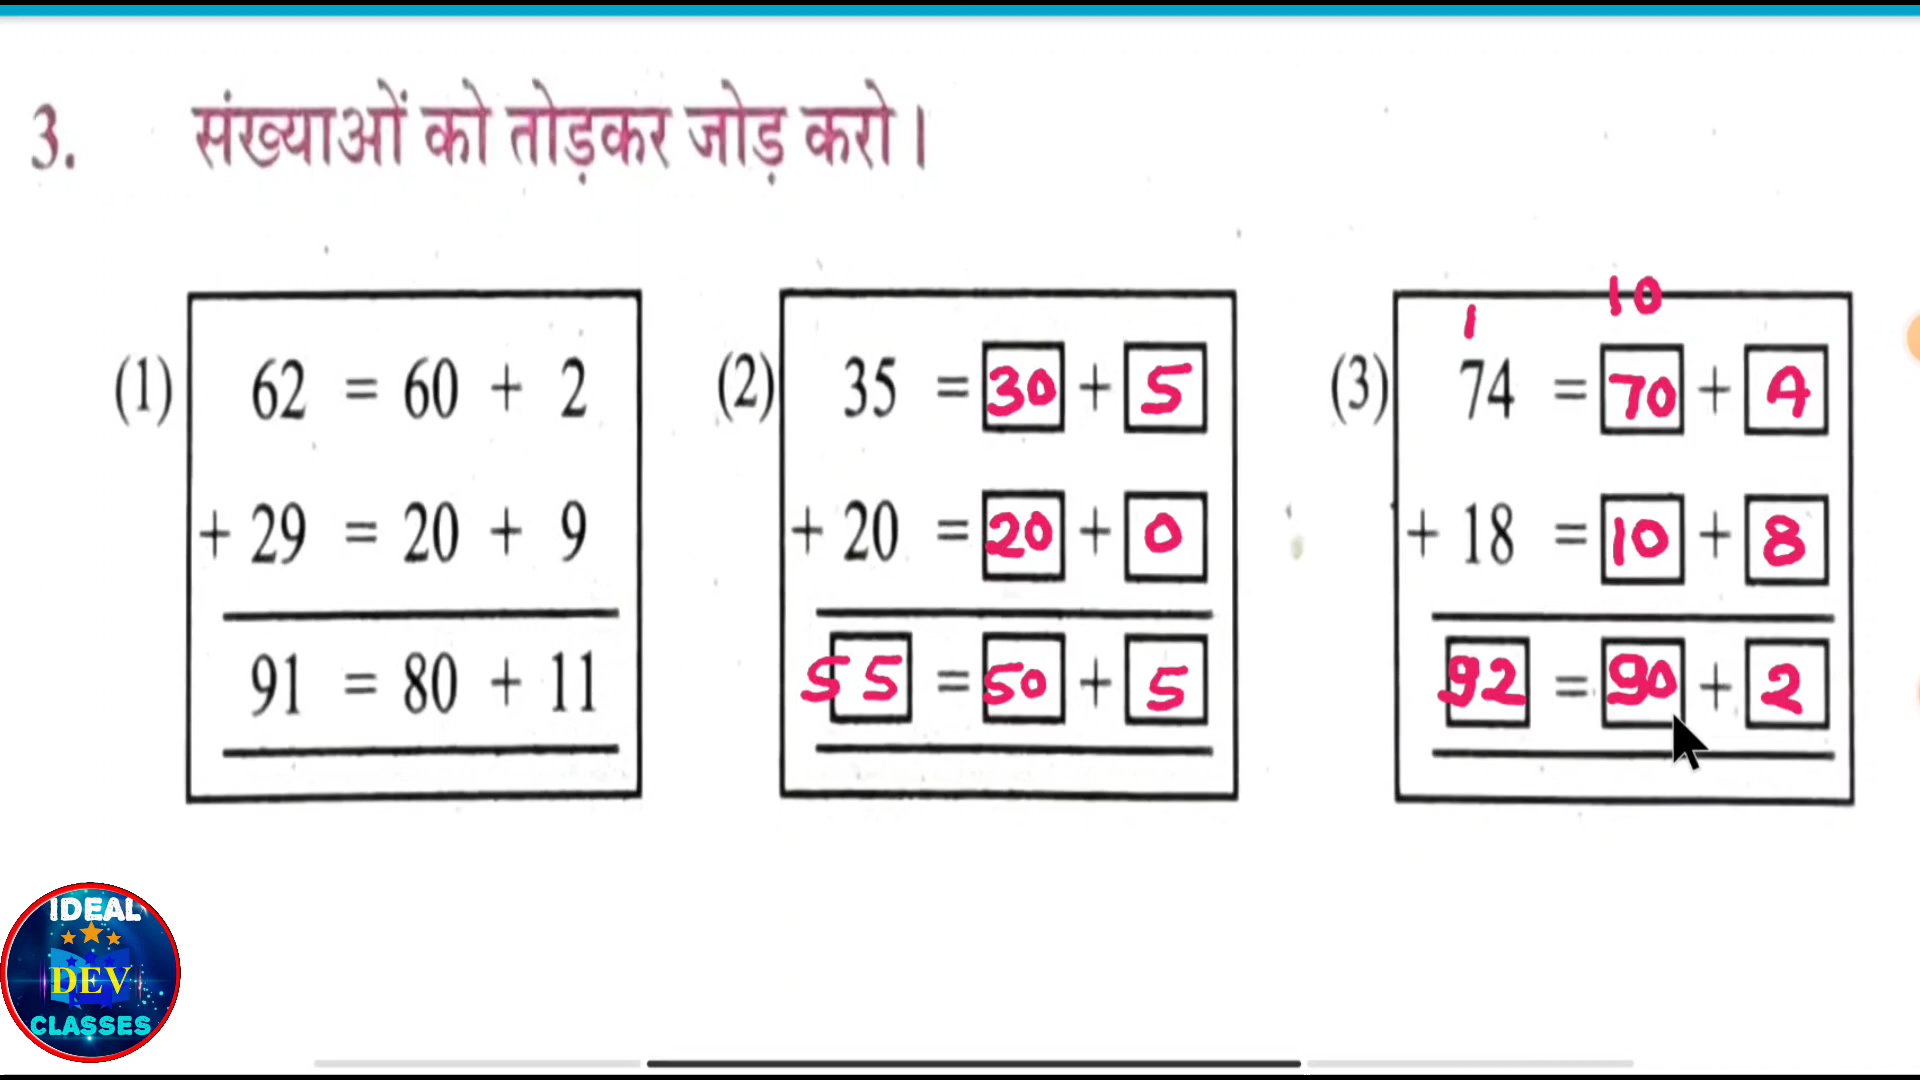 3. संख्याओं को तोड़कर जोड़ करो।
(1)
62 = 60 + 2
+ 29 = 20 + 9
91 = 80 + 11
(2)
35 = 30 + 5
+ 20 = 20 + 0
55 = 50 + 5
(3)
1 10
74 = 70 + 4
+ 18 = 10 + 8
92 = 90 + 2
IDEAL
DEV
CLASSES